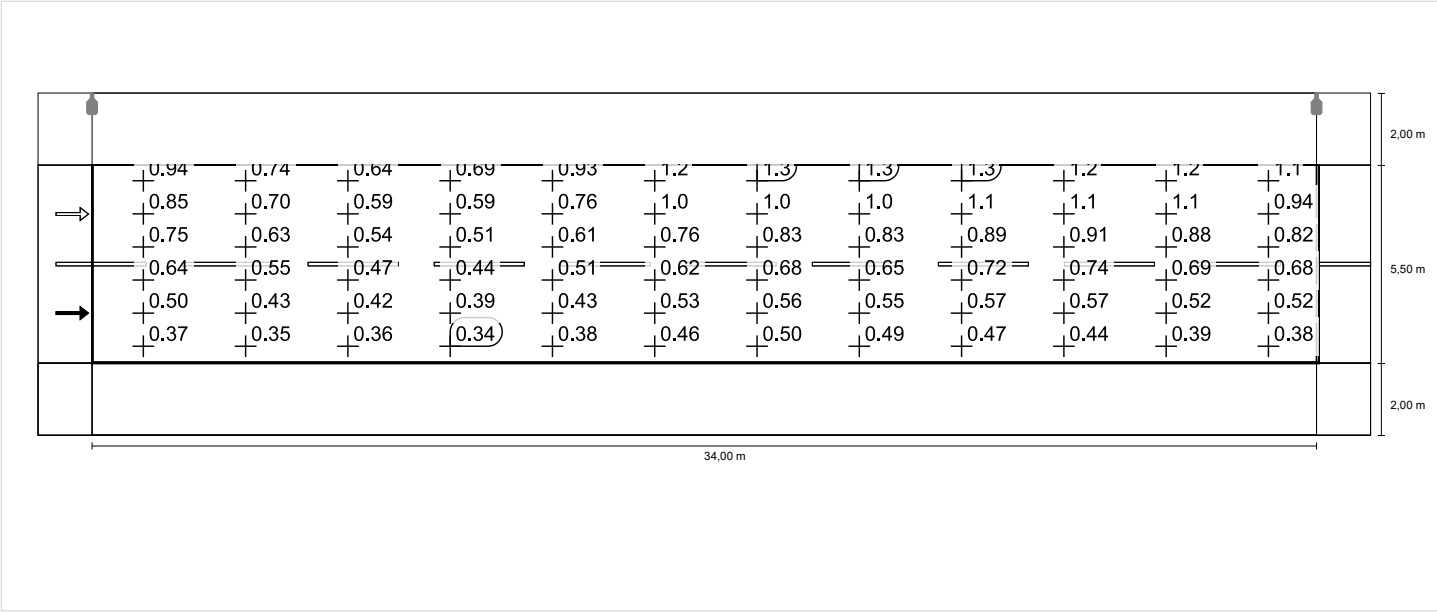 2,00 m
0.94 0.74 0.64 0.69 0.93 1.2 1.3 1.3 1.3 1.2 1.2 1.1
0.85 0.70 0.59 0.59 0.76 1.0 1.0 1.0 1.1 1.1 1.1 0.94
0.75 0.63 0.54 0.51 0.61 0.76 0.83 0.83 0.89 0.91 0.88 0.82
0.64 0.55 0.47 0.44 0.51 0.62 0.68 0.65 0.72 0.74 0.69 0.68
5,50 m
0.50 0.43 0.42 0.39 0.43 0.53 0.56 0.55 0.57 0.57 0.52 0.52
0.37 0.35 0.36 0.34 0.38 0.46 0.50 0.49 0.47 0.44 0.39 0.38
2,00 m
34,00 m